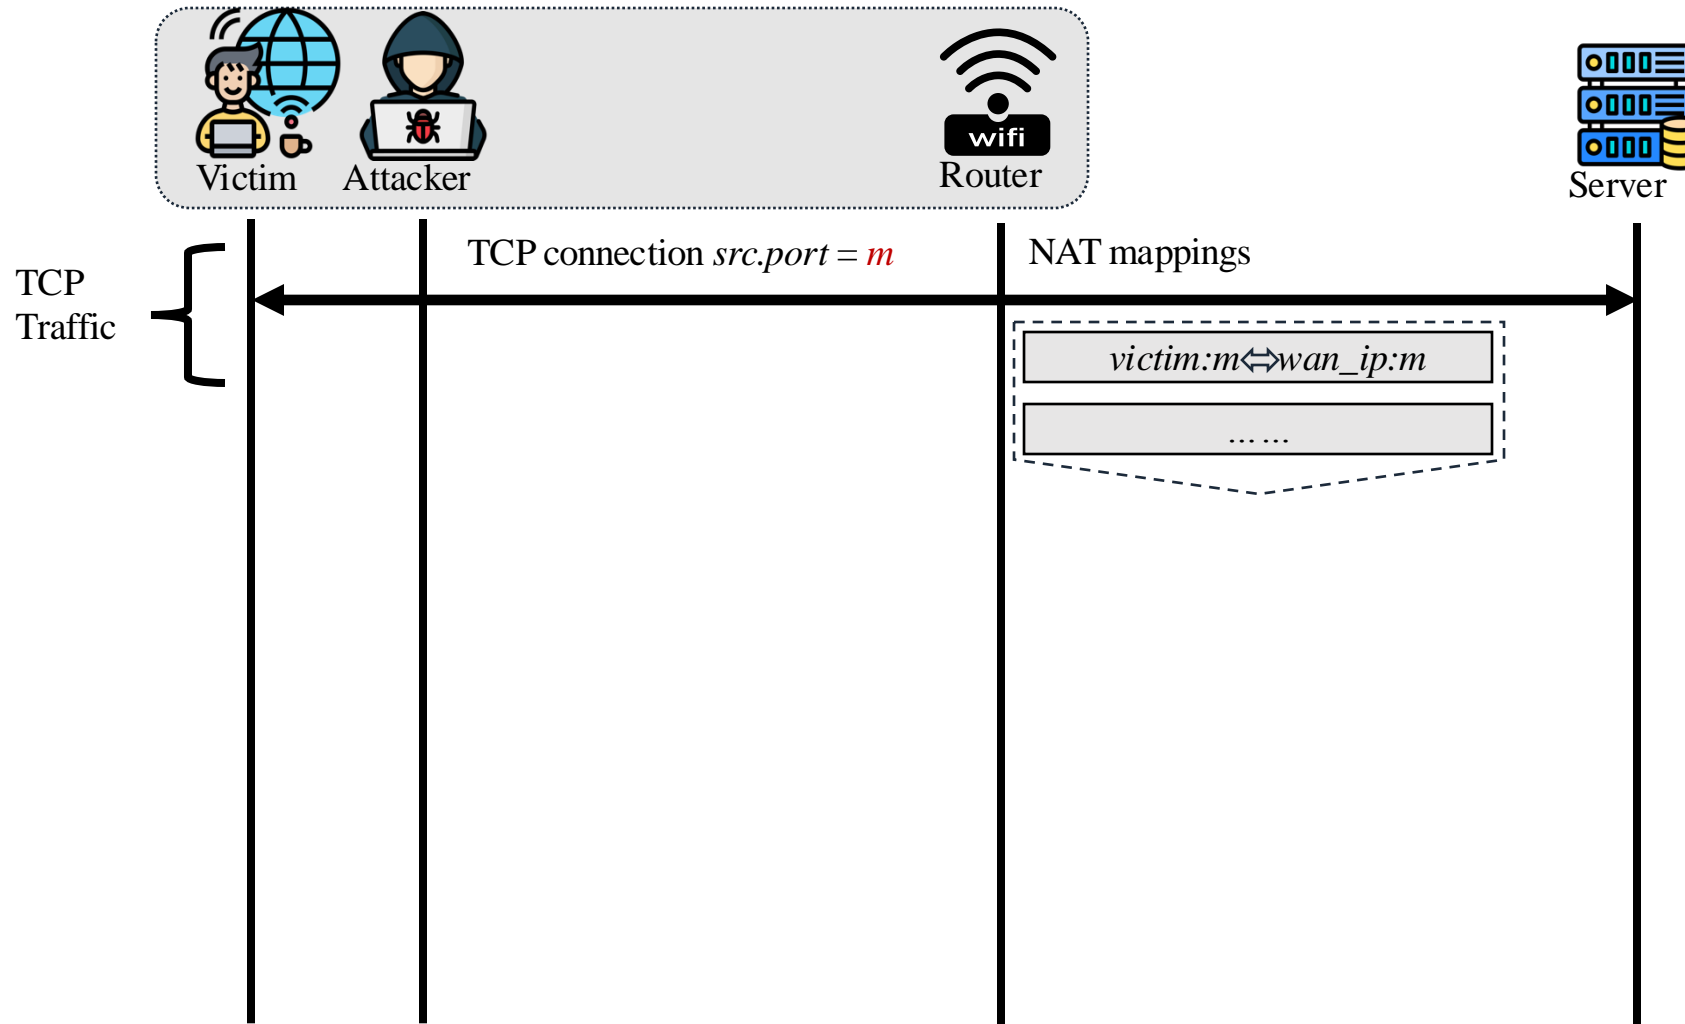 wifi
Victim
Attacker
Router
Server
TCP connection src.port = m
NAT mappings
TCP
Traffic
victim:m⇔wan_ip:m
... ...